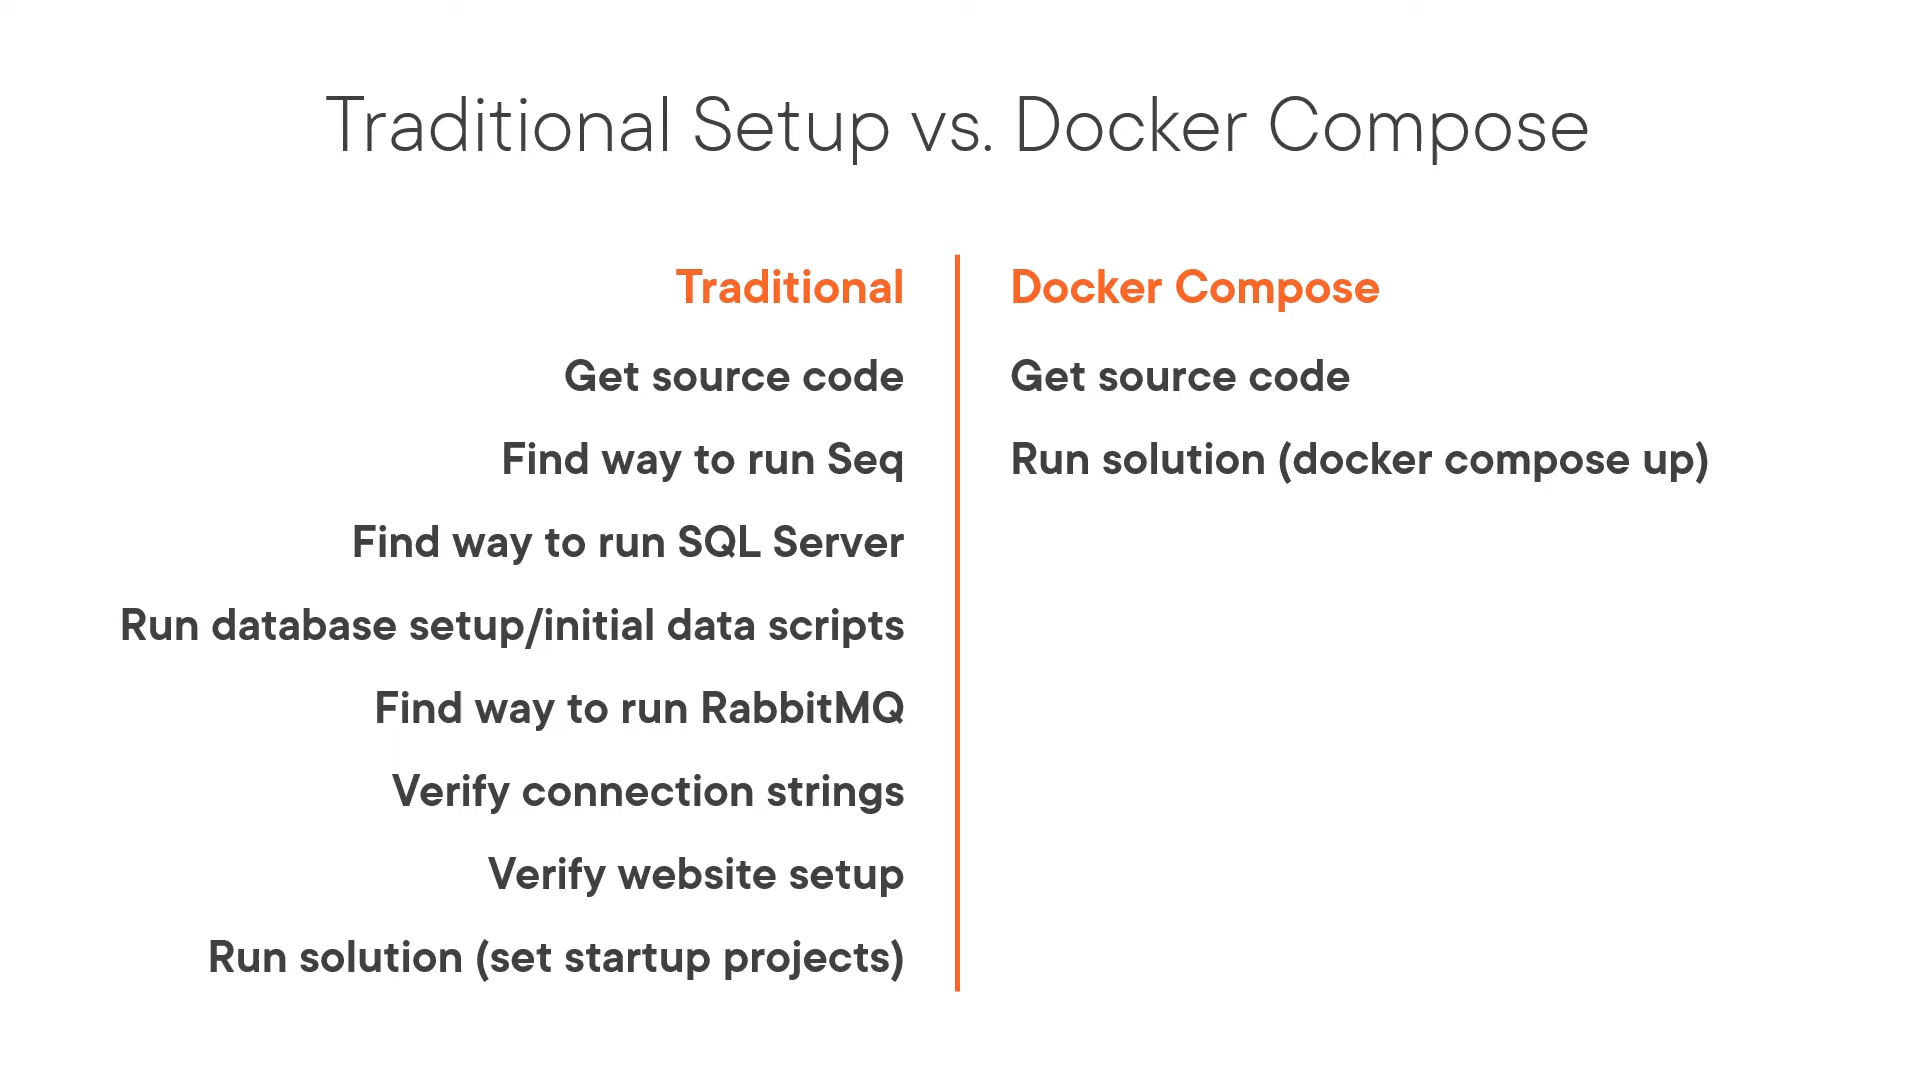 Traditional Setup vs. Docker Compose
Traditional
Get source code
Find way to run Seq
Find way to run SQL Server
Run database setup/initial data scripts
Find way to run RabbitMQ
Verify connection strings
Verify website setup
Run solution (set startup projects)
Docker Compose
Get source code
Run solution (docker compose up)